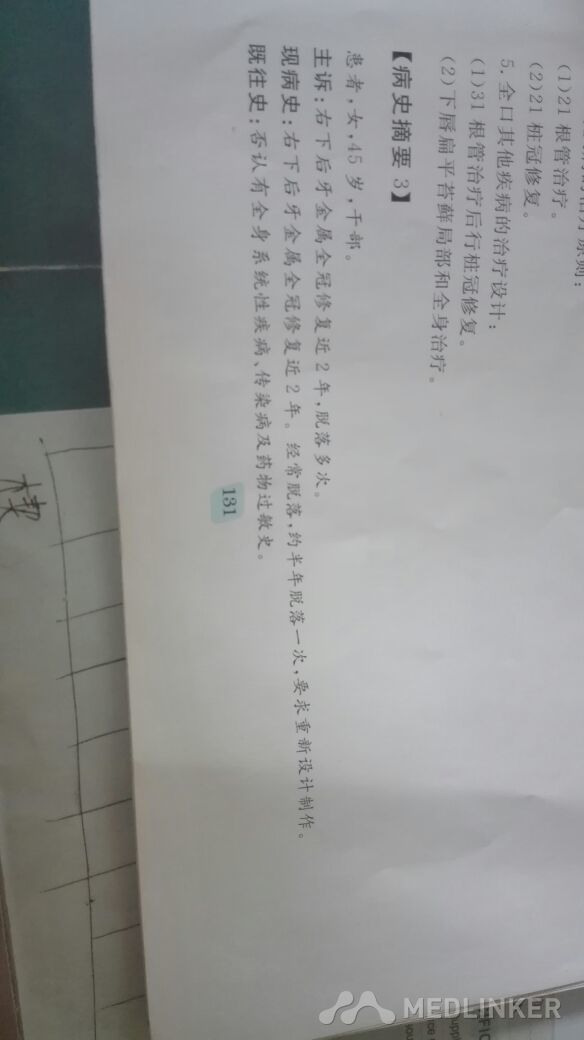 原则：
(1)21 根管治疗。
(2)21 桩冠修复。
5. 全口其他疾病的治疗设计：
(1)31 根管治疗后行桩冠修复。
(2)下唇扁平苔藓局部和全身治疗。
【病史摘要 3】
患者,女,45 岁,干部。
主诉：右下后牙金属全冠修复近 2 年,脱落多次。
现病史：右下后牙金属全冠修复近 2 年。经常脱落,约半年脱落一次,要求重新设计制作。
既往史：否认有全身系统性疾病、传染病及药物过敏史。
131
MEDLINKER